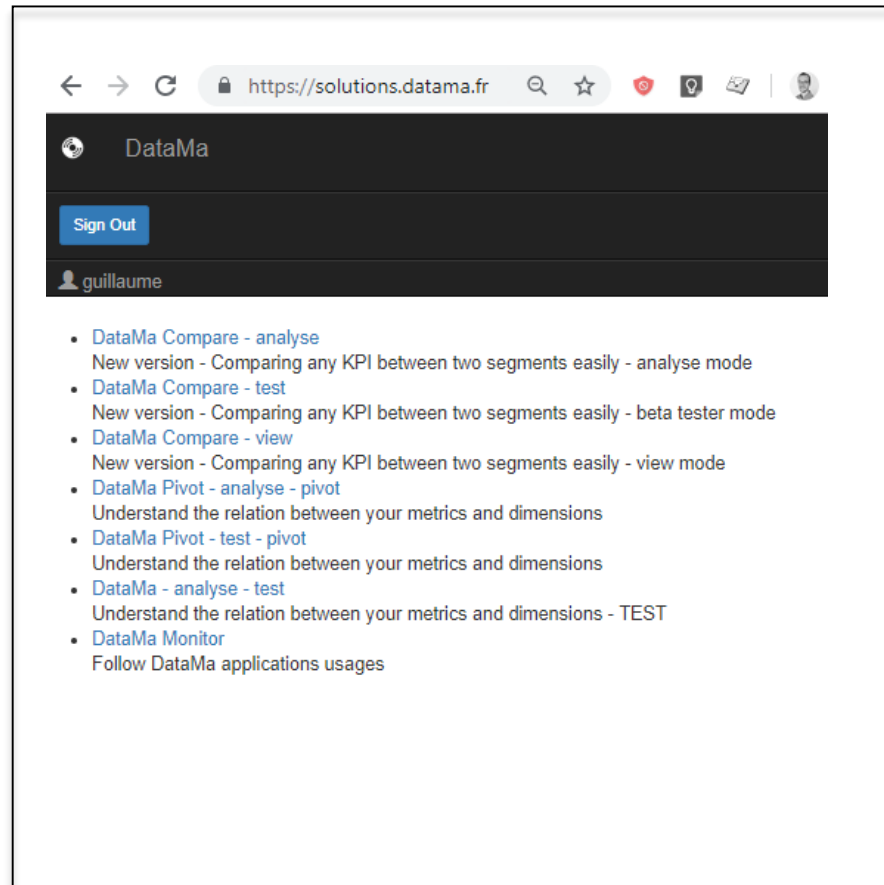 https://solutions.datama.fr
DataMa
Sign Out
guillaume
DataMa Compare - analyse
New version - Comparing any KPI between two segments easily - analyse mode
DataMa Compare - test
New version - Comparing any KPI between two segments easily - beta tester mode
DataMa Compare - view
New version - Comparing any KPI between two segments easily - view mode
DataMa Pivot - analyse - pivot
Understand the relation between your metrics and dimensions
DataMa Pivot - test - pivot
Understand the relation between your metrics and dimensions
DataMa - analyse - test
Understand the relation between your metrics and dimensions - TEST
DataMa Monitor
Follow DataMa applications usages